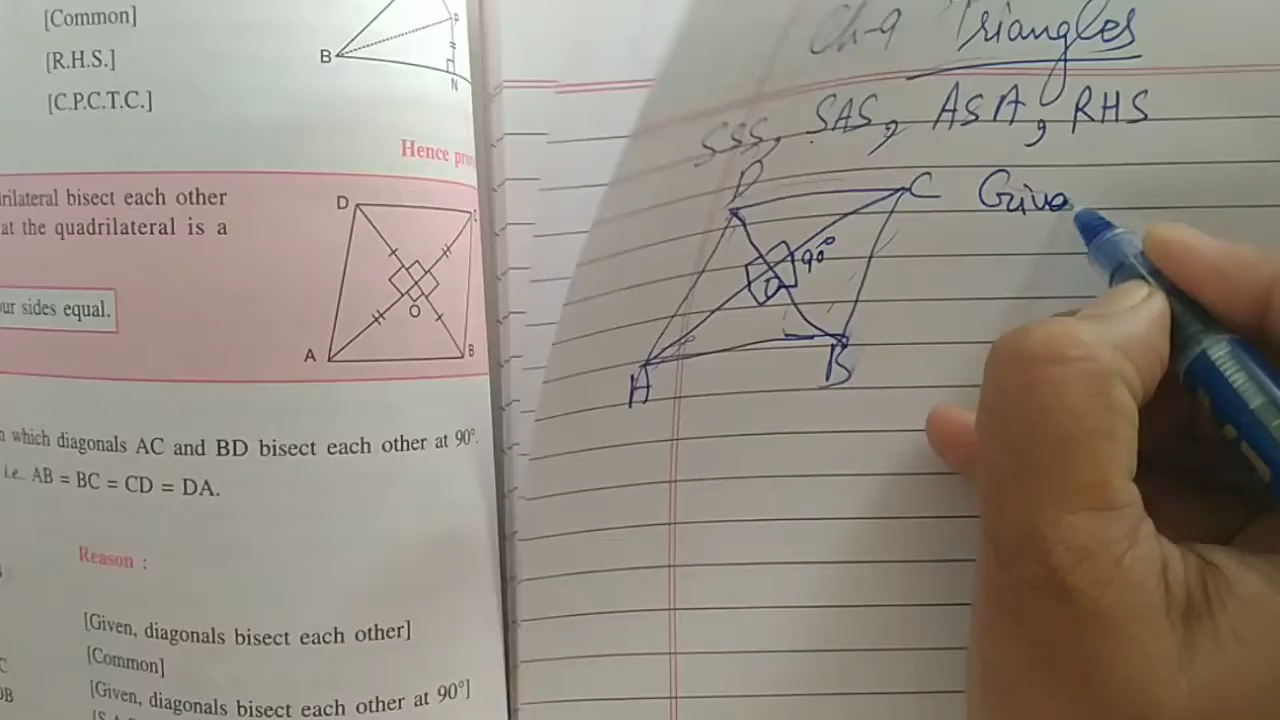 [Common]
[R.H.S.]
[C.P.C.T.C.]
B
P
N
Hence
rilateral bisect each other
at the quadrilateral is a
ur sides equal.
D
C
O
A
B
which diagonals AC and BD bisect each other at 90°.
i.e. AB = BC = CD = DA.
Reason :
[Given, diagonals bisect each other]
[Common]
[Given, diagonals bisect each other at 90°]
Ch-9 Triangles
SSS, SAS, ASA, RHS
D
C
Give
90°
O
A
B